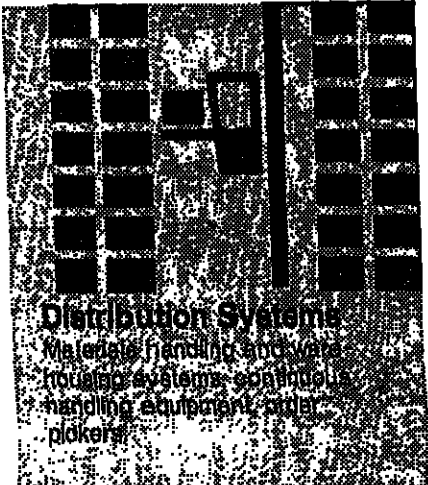 Distribution Systems
Materials handling and ware-
housing systems, continuous
handling equipment, order
pickers.